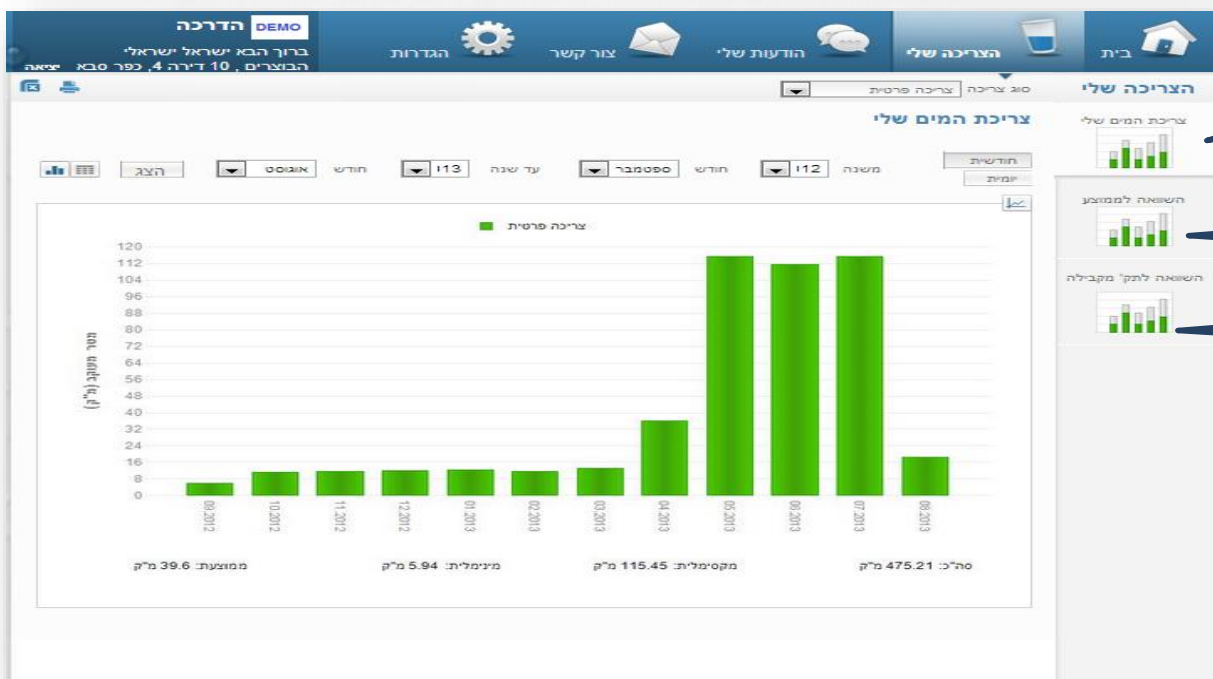 בית
הצריכה שלי
הודעות שלי
צור קשר
הגדרות
DEMO הדרכה
ברוך הבא ישראל ישראלי
הבוצרים , 10 דירה 4, כפר סבא יציאה
הצריכה שלי
סוג צריכה צריכה פרטית
צריכת המים שלי
השוואה לממוצע
השוואה לתק' מקבילה
צריכת המים שלי
חודשית
יומית
משנה 12ו חודש ספטמבר עד שנה 13ו חודש אוגוסט הצג
צריכה פרטית
מטר מעוקב (מ"ק)
120
112
104
96
88
80
72
64
56
48
40
32
24
16
8
0
09.2012 10.2012 11.2012 12.2012 01.2013 02.2013 03.2013 04.2013 05.2013 06.2013 07.2013 08.2013
סה"כ: 475.21 מ"ק מקסימלית: 115.45 מ"ק מינימלית: 5.94 מ"ק ממוצעת: 39.6 מ"ק